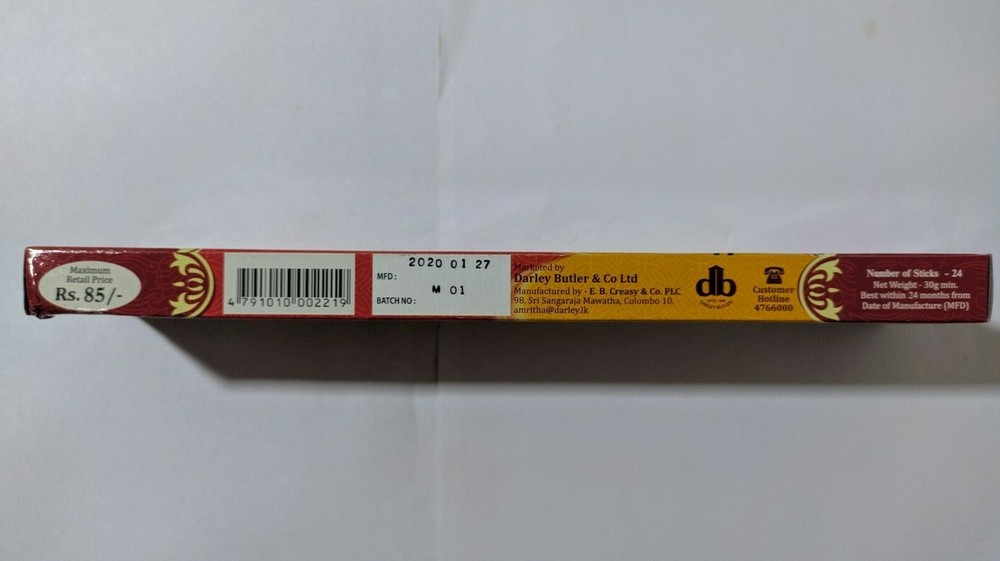 Maximum
Retail Price
Rs. 85/-
4 791010 002219
2020 01 27
MFD :
M 01
BATCH NO :
Marketed by
Darley Butler & Co Ltd
Manufactured by - E. B. Creasy & Co. PLC
98, Sri Sangaraja Mawatha, Colombo 10.
amritha@darley.lk
db
Customer
Hotline
4766000
Number of Sticks - 24
Net Weight - 30g min.
Best within 24 months from
Date of Manufacture (MFD)